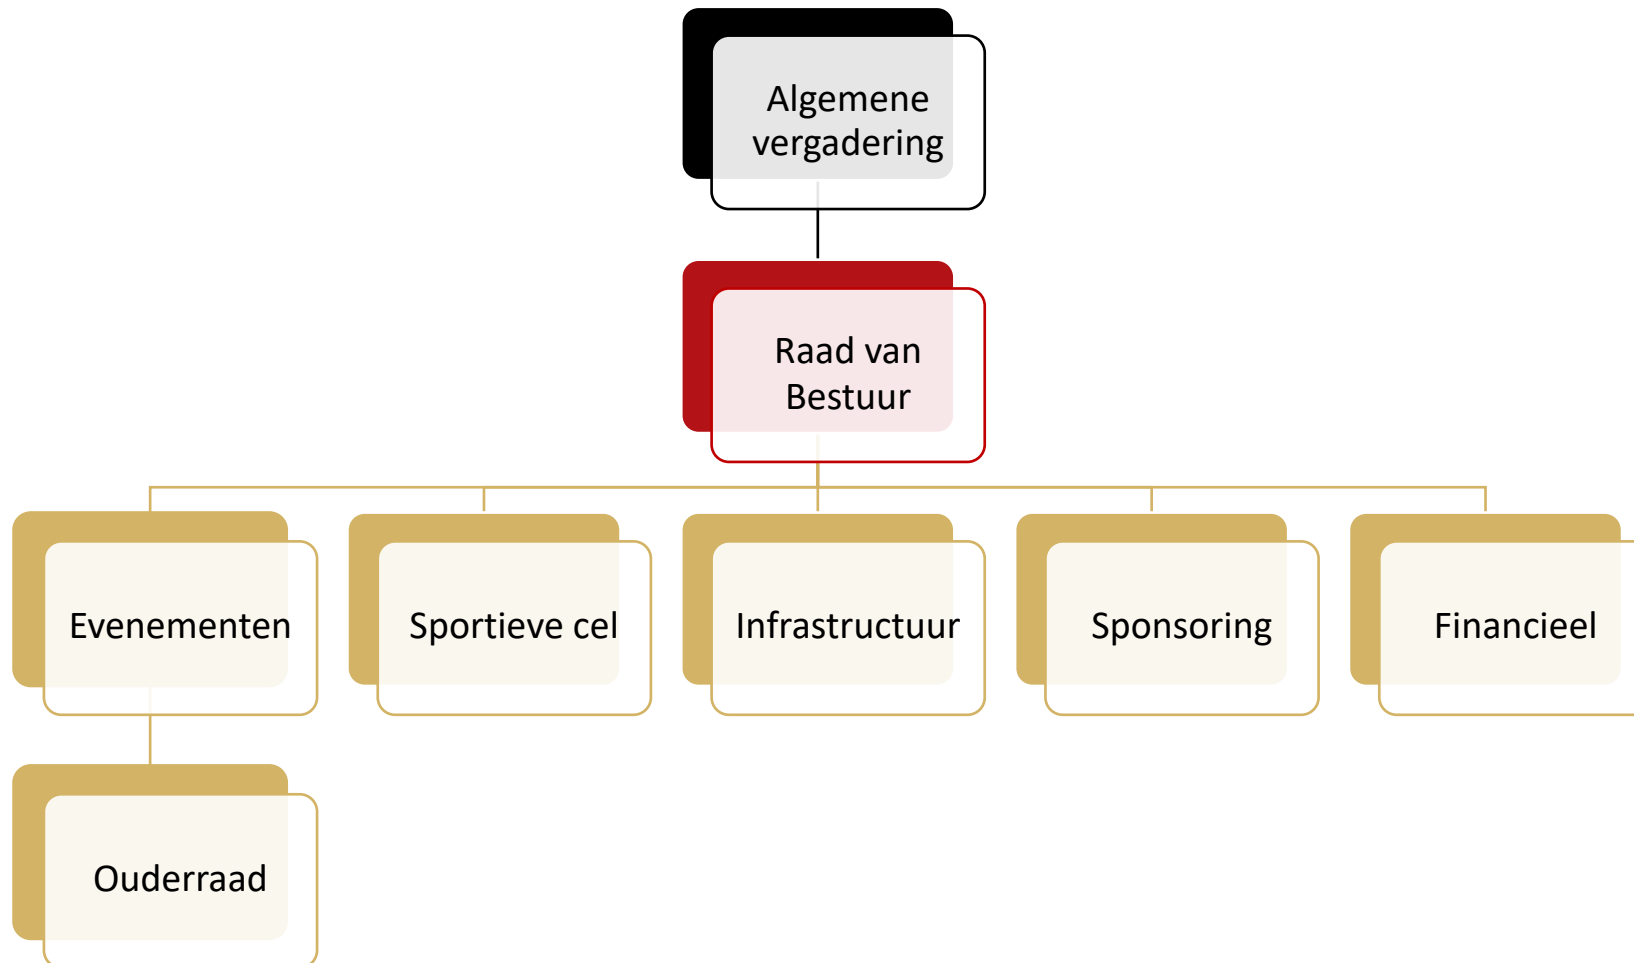 Algemene
vergadering
Raad van
Bestuur
Evenementen
Sportieve cel
Infrastructuur
Sponsoring
Financieel
Ouderraad